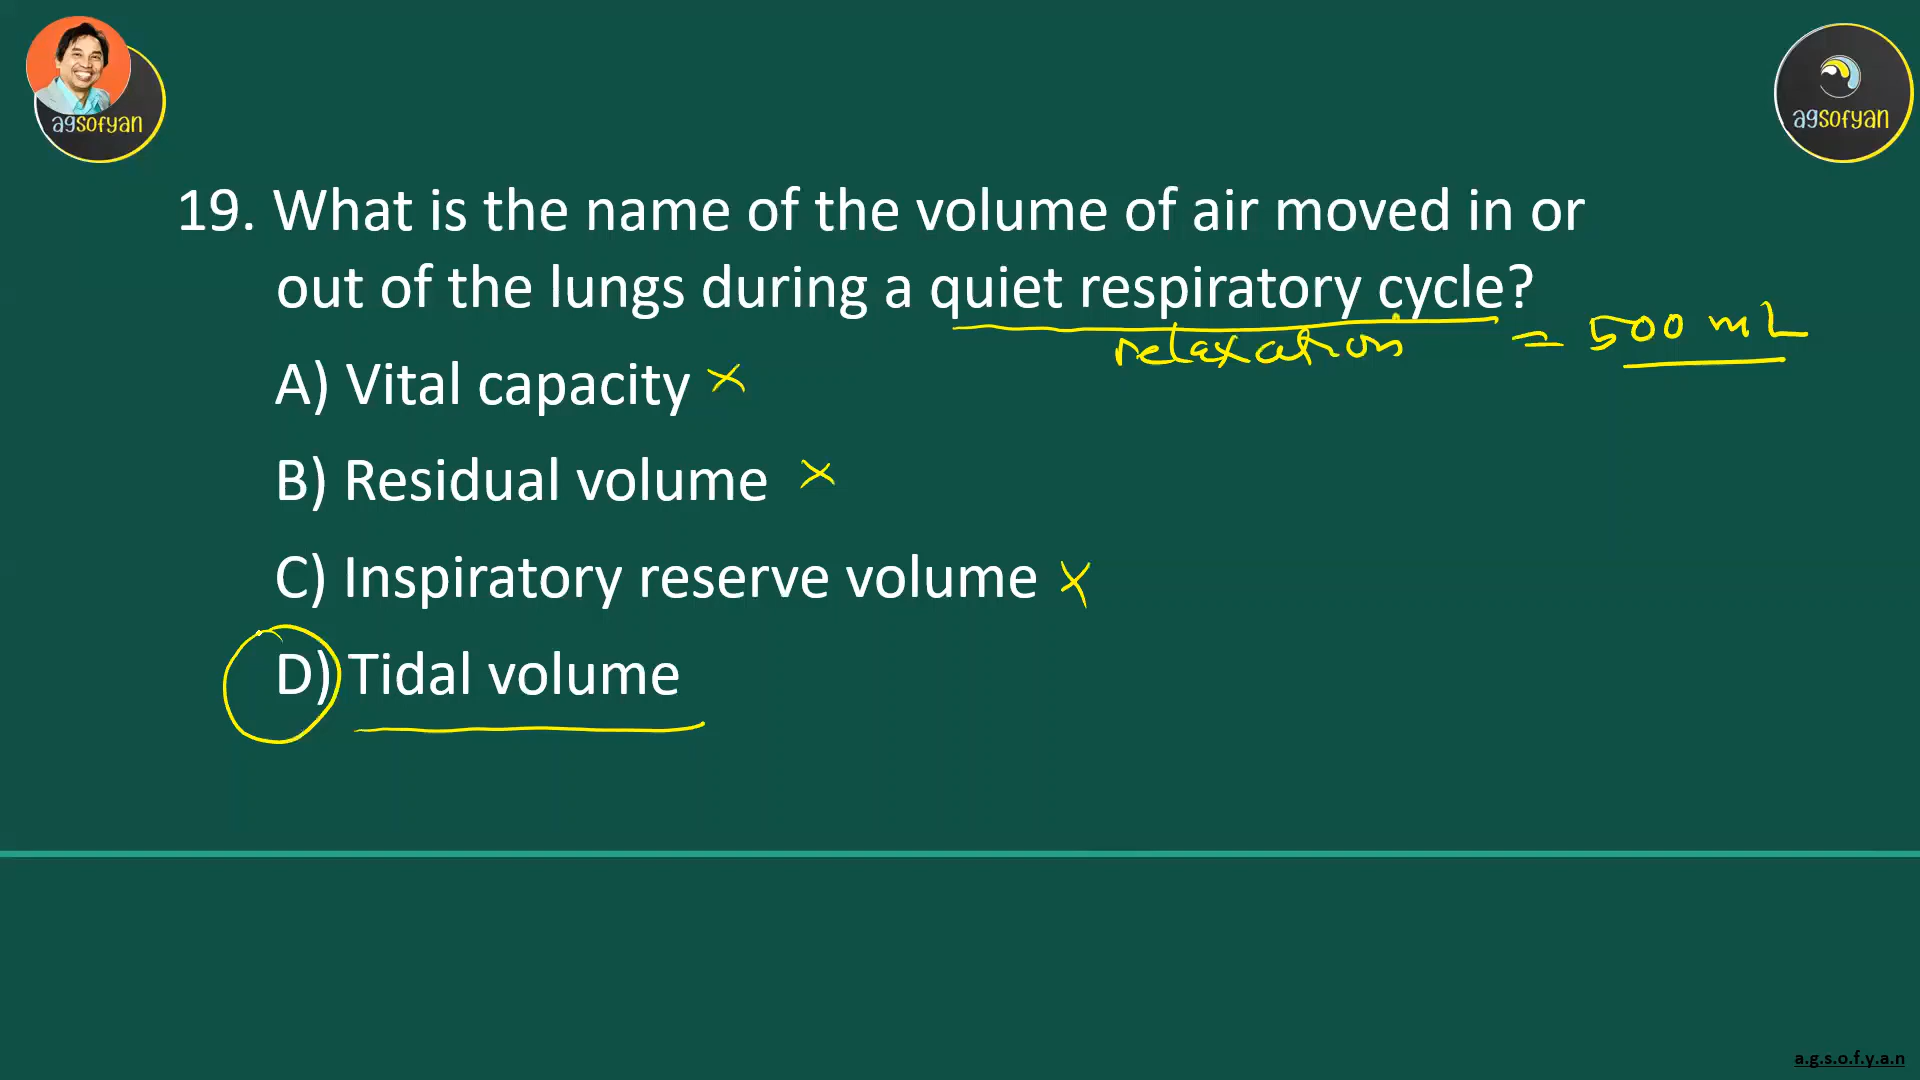 agsofyan
agsofyan
19. What is the name of the volume of air moved in or
out of the lungs during a quiet respiratory cycle?
relaxation = 500 mL
A) Vital capacity x
B) Residual volume x
C) Inspiratory reserve volume x
D) Tidal volume
a.g.s.o.f.y.a.n